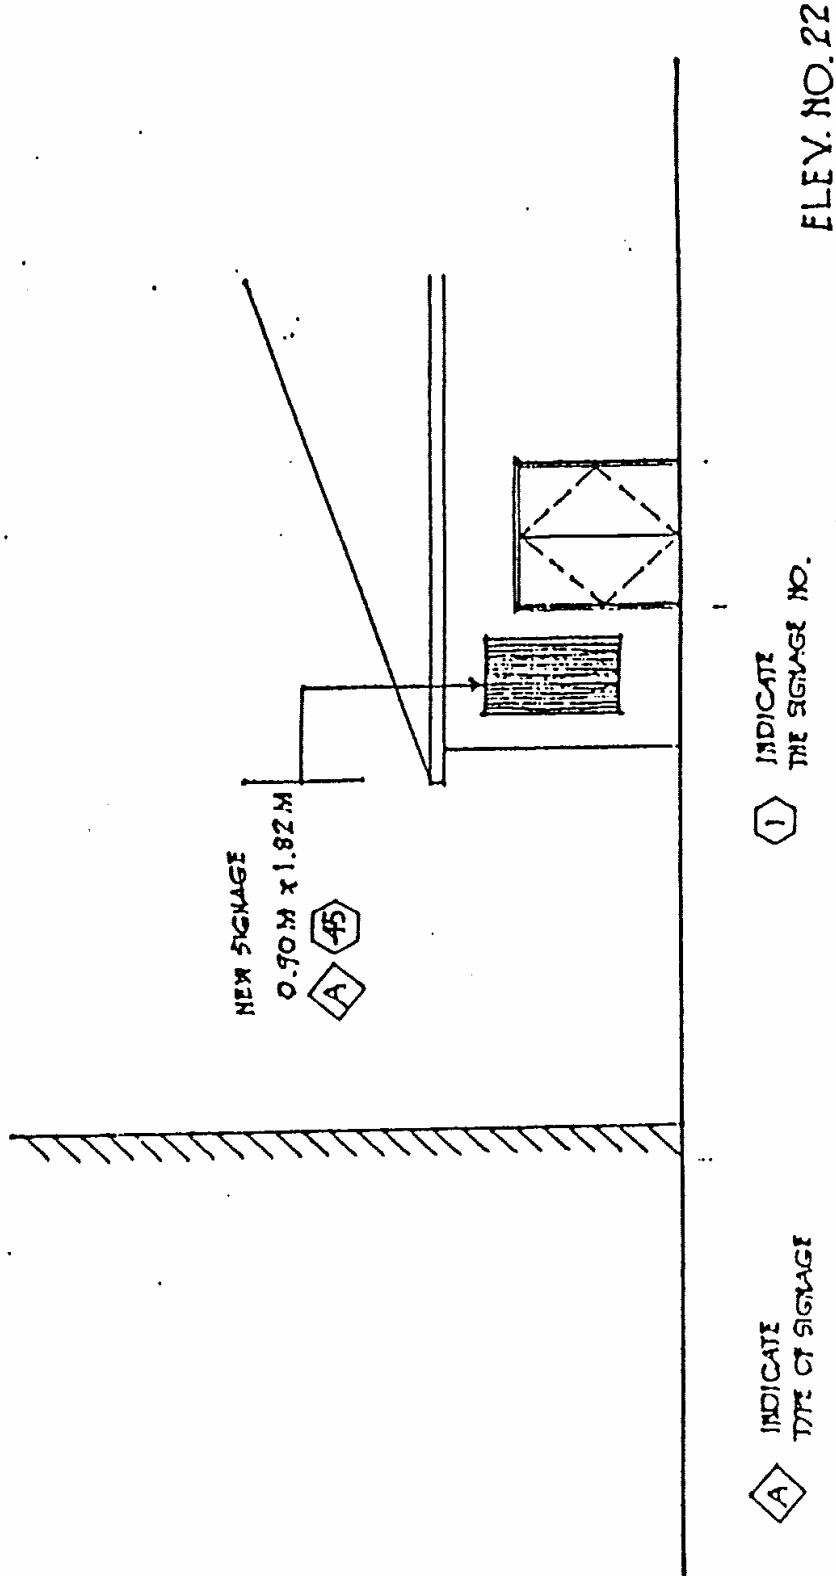 NEW SIGNAGE
0.90 M x 1.82 M
A 45
A INDICATE
TYPE OF SIGNAGE
1 INDICATE
THE SIGNAGE NO.
ELEV. NO. 22